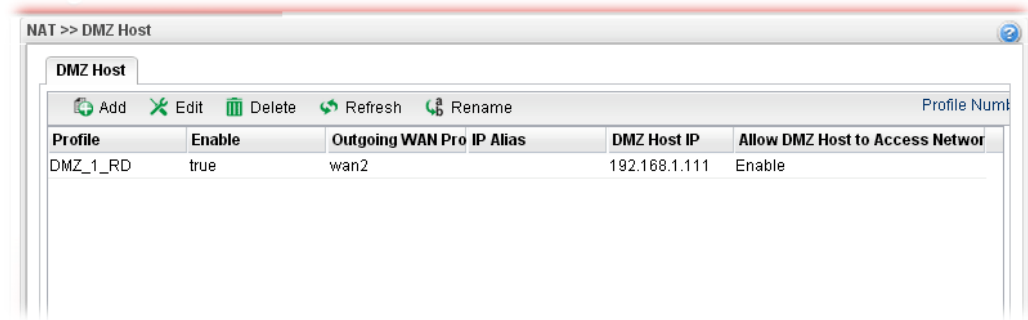 NAT >> DMZ Host
DMZ Host
Add Edit Delete Refresh Rename Profile Numb
Profile Enable Outgoing WAN Pro IP Alias DMZ Host IP Allow DMZ Host to Access Networ
DMZ_1_RD true wan2 192.168.1.111 Enable